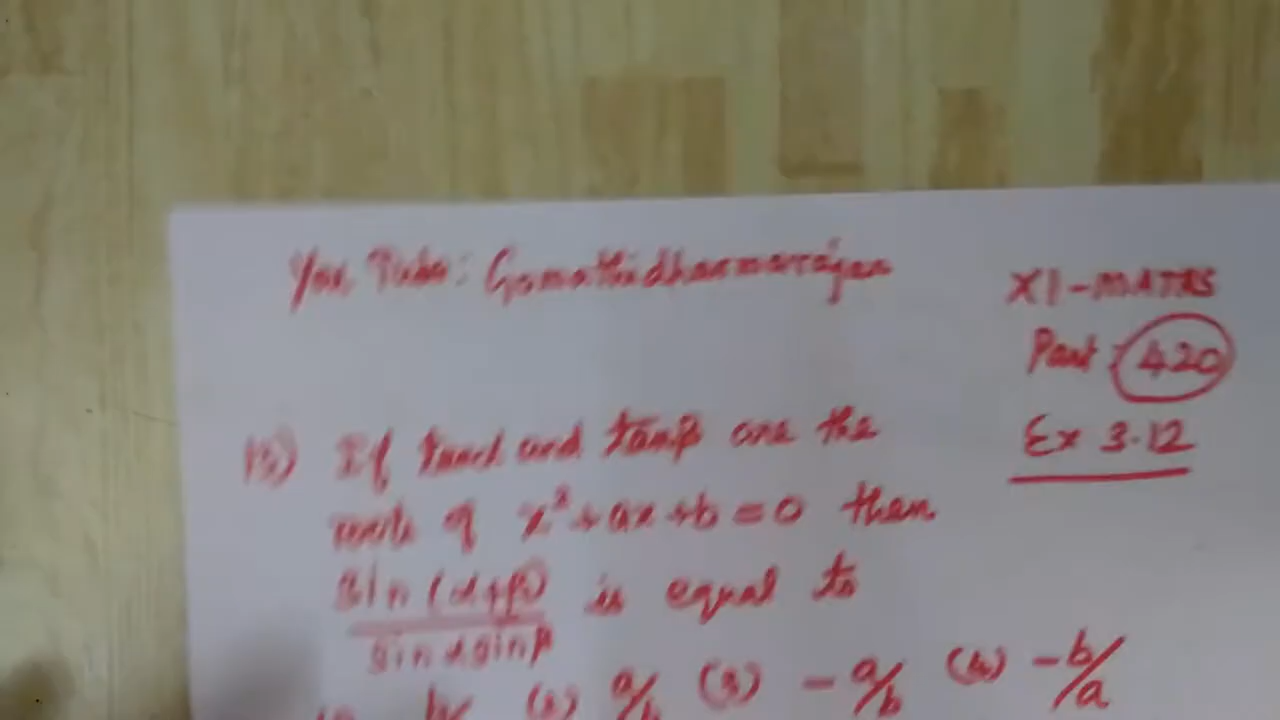 You Tube: Gomathidharmarajan
XI-MATHS
Part: 420
Ex 3.12
15) If tanα and tanβ are the
roots of x²+ax+b=0 then
sin(α+β)/sinα sinβ is equal to
b/ (2) a/b (3) -a/b (4) -b/a